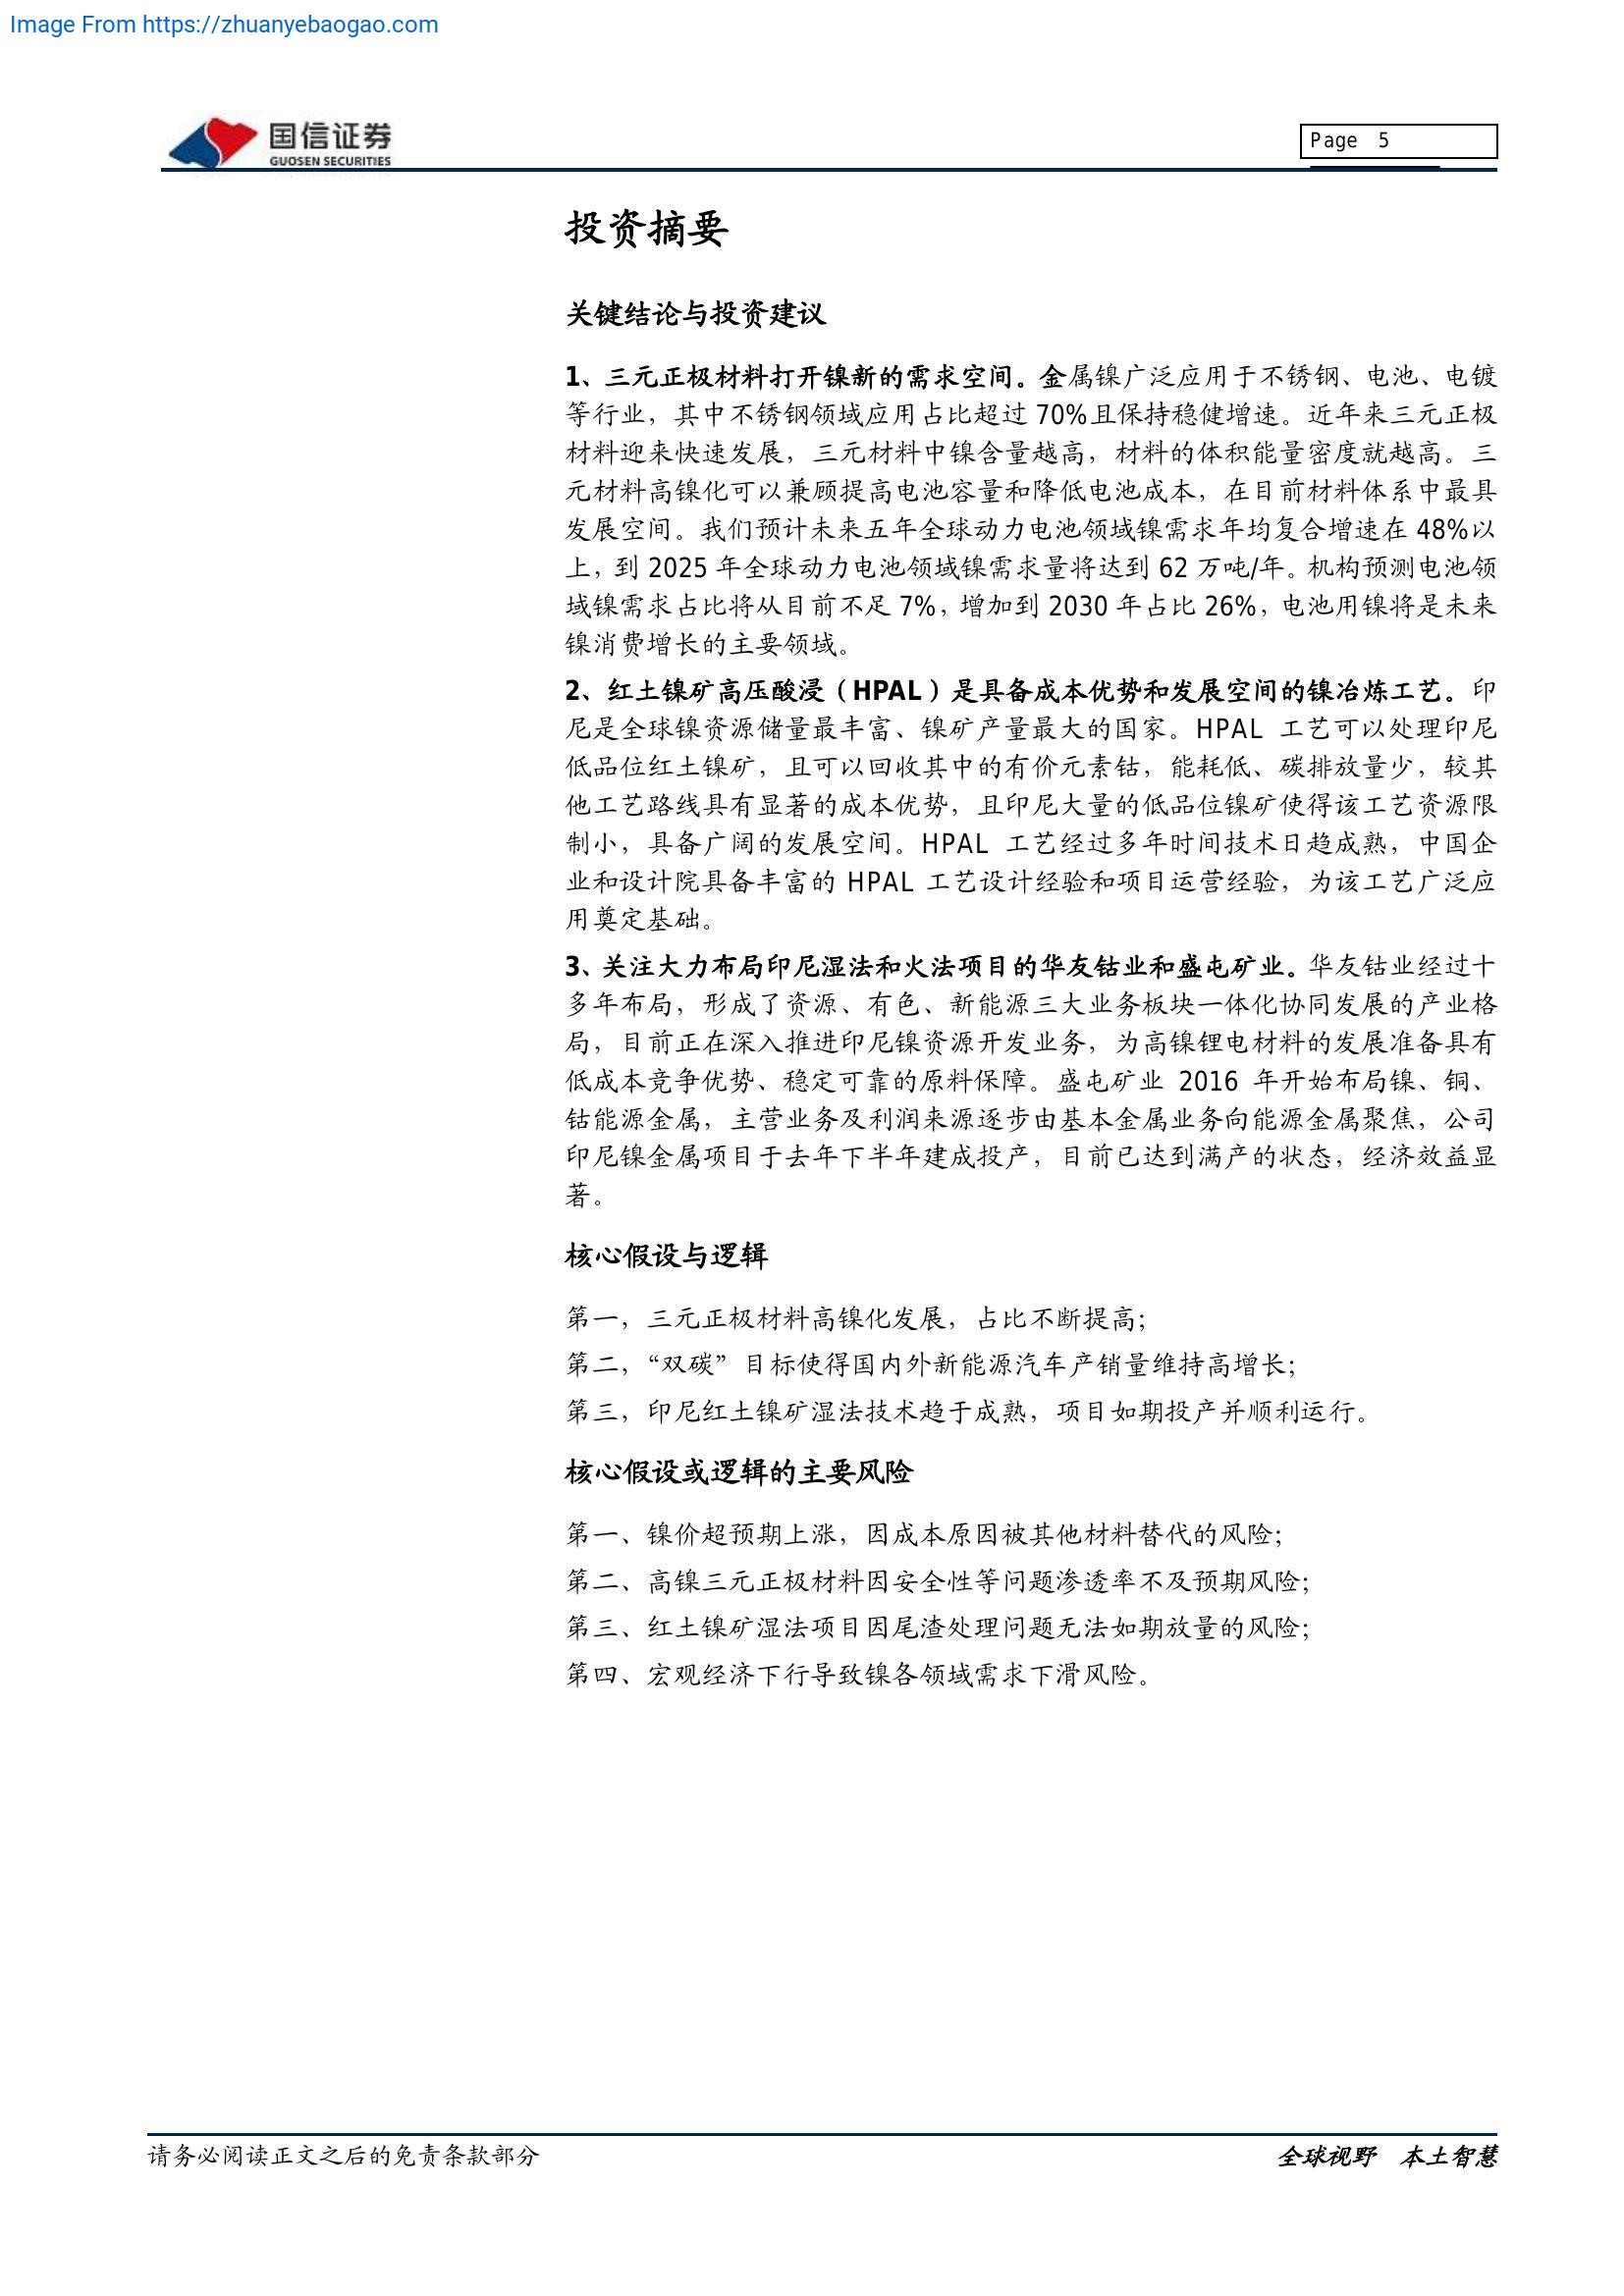 Image From https://zhuanyebaogao.com
国信证券
GUOSEN SECURITIES
Page 5
投资摘要
关键结论与投资建议
1、三元正极材料打开镍新的需求空间。金属镍广泛应用于不锈钢、电池、电镀
等行业，其中不锈钢领域应用占比超过 70%且保持稳健增速。近年来三元正极
材料迎来快速发展，三元材料中镍含量越高，材料的体积能量密度就越高。三
元材料高镍化可以兼顾提高电池容量和降低电池成本，在目前材料体系中最具
发展空间。我们预计未来五年全球动力电池领域镍需求年均复合增速在 48%以
上，到 2025 年全球动力电池领域镍需求量将达到 62 万吨/年。机构预测电池领
域镍需求占比将从目前不足 7%，增加到 2030 年占比 26%，电池用镍将是未来
镍消费增长的主要领域。
2、红土镍矿高压酸浸（HPAL）是具备成本优势和发展空间的镍冶炼工艺。印
尼是全球镍资源储量最丰富、镍矿产量最大的国家。HPAL 工艺可以处理印尼
低品位红土镍矿，且可以回收其中的有价元素钴，能耗低、碳排放量少，较其
他工艺路线具有显著的成本优势，且印尼大量的低品位镍矿使得该工艺资源限
制小，具备广阔的发展空间。HPAL 工艺经过多年时间技术日趋成熟，中国企
业和设计院具备丰富的 HPAL 工艺设计经验和项目运营经验，为该工艺广泛应
用奠定基础。
3、关注大力布局印尼湿法和火法项目的华友钴业和盛屯矿业。华友钴业经过十
多年布局，形成了资源、有色、新能源三大业务板块一体化协同发展的产业格
局，目前正在深入推进印尼镍资源开发业务，为高镍锂电材料的发展准备具有
低成本竞争优势、稳定可靠的原料保障。盛屯矿业 2016 年开始布局镍、铜、
钴能源金属，主营业务及利润来源逐步由基本金属业务向能源金属聚焦，公司
印尼镍金属项目于去年下半年建成投产，目前已达到满产的状态，经济效益显
著。
核心假设与逻辑
第一，三元正极材料高镍化发展，占比不断提高；
第二，“双碳”目标使得国内外新能源汽车产销量维持高增长；
第三，印尼红土镍矿湿法技术趋于成熟，项目如期投产并顺利运行。
核心假设或逻辑的主要风险
第一、镍价超预期上涨，因成本原因被其他材料替代的风险；
第二、高镍三元正极材料因安全性等问题渗透率不及预期风险；
第三、红土镍矿湿法项目因尾渣处理问题无法如期放量的风险；
第四、宏观经济下行导致镍各领域需求下滑风险。
请务必阅读正文之后的免责条款部分
全球视野 本土智慧